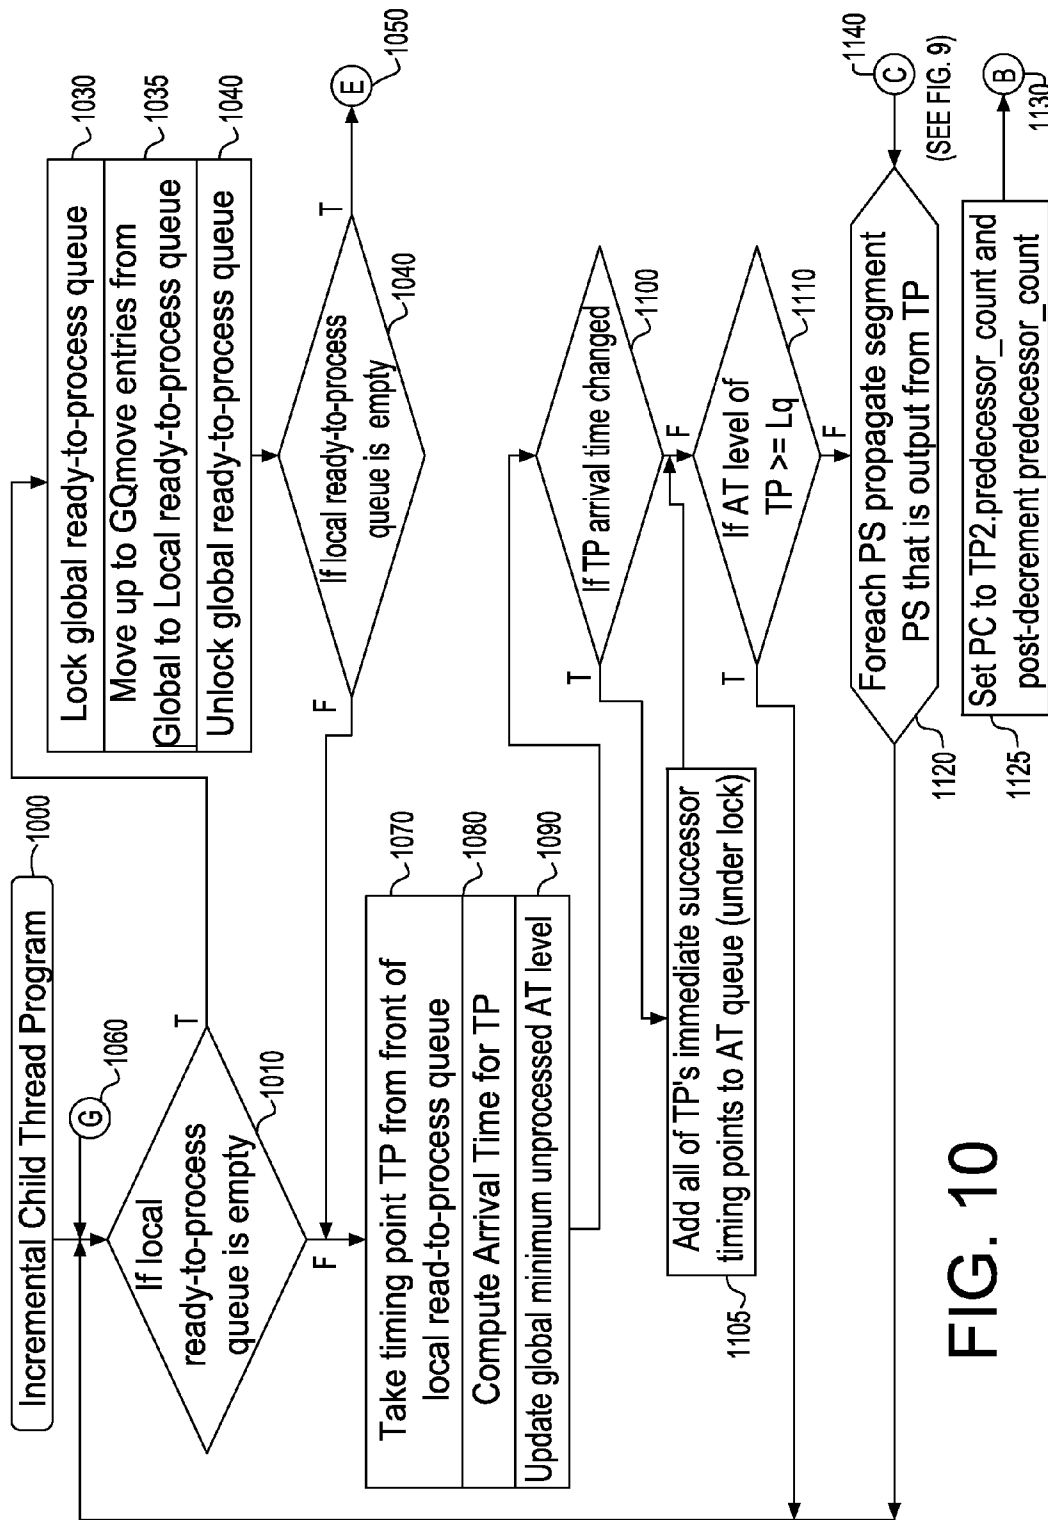 Incremental Child Thread Program
1000
G
1060
If local
ready-to-process
queue is empty
1010
T
F
Lock global ready-to-process queue
1030
Move up to GQmove entries from
Global to Local ready-to-process queue
1035
Unlock global ready-to-process queue
1040
If local ready-to-process
queue is empty
1040
T
F
E
1050
Take timing point TP from front of
local read-to-process queue
1070
Compute Arrival Time for TP
1080
Update global minimum unprocessed AT level
1090
If TP arrival time changed
1100
T
F
Add all of TP's immediate successor
timing points to AT queue (under lock)
1105
If AT level of
TP >= Lq
1110
T
F
Foreach PS propagate segment
PS that is output from TP
1120
C
1140
(SEE FIG. 9)
Set PC to TP2.predecessor_count and
post-decrement predecessor_count
1125
B
1130
FIG. 10